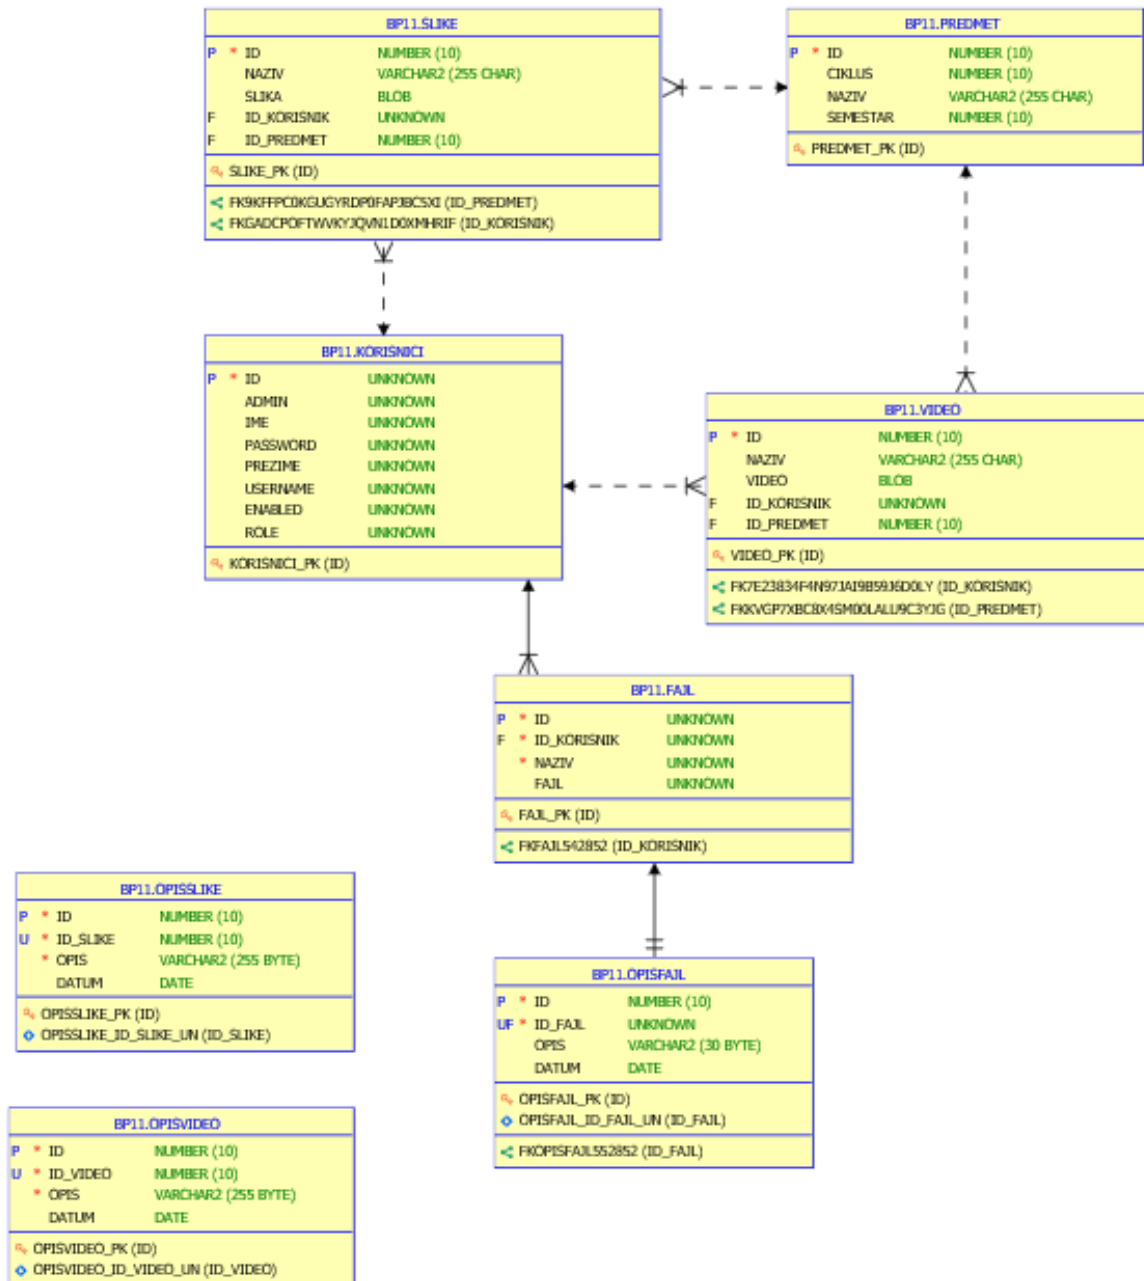 BP11.SLIKE
P * ID NUMBER (10)
NAZIV VARCHAR2 (255 CHAR)
SLIKA BLOB
F ID_KORISNIK UNKNOWN
F ID_PREDMET NUMBER (10)
SLIKE_PK (ID)
(ID_PREDMET)
(ID_KORISNIK)
BP11.PREDMET
P * ID NUMBER (10)
CIKLUS NUMBER (10)
NAZIV VARCHAR2 (255 CHAR)
SEMESTAR NUMBER (10)
PREDMET_PK (ID)
BP11.KORISNICI
P * ID UNKNOWN
ADMIN UNKNOWN
IME UNKNOWN
PASSWORD UNKNOWN
PREZIME UNKNOWN
USERNAME UNKNOWN
ENABLED UNKNOWN
ROLE UNKNOWN
KORISNICI_PK (ID)
BP11.VIDEO
P * ID NUMBER (10)
NAZIV VARCHAR2 (255 CHAR)
VIDEO BLOB
F ID_KORISNIK UNKNOWN
F ID_PREDMET NUMBER (10)
VIDEO_PK (ID)
(ID_KORISNIK)
(ID_PREDMET)
BP11.FAJL
P * ID UNKNOWN
F * ID_KORISNIK UNKNOWN
* NAZIV UNKNOWN
FAJL UNKNOWN
FAJL_PK (ID)
FKFAJL542852 (ID_KORISNIK)
BP11.OPISSLIKE
P * ID NUMBER (10)
U * ID_SLIKE NUMBER (10)
* OPIS VARCHAR2 (255 BYTE)
DATUM DATE
OPISSLIKE_PK (ID)
OPISSLIKE_ID_SLIKE_UN (ID_SLIKE)
BP11.OPISFAJL
P * ID NUMBER (10)
UF * ID_FAJL UNKNOWN
OPIS VARCHAR2 (30 BYTE)
DATUM DATE
OPISFAJL_PK (ID)
OPISFAJL_ID_FAJL_UN (ID_FAJL)
FKOPISFAJL552852 (ID_FAJL)
BP11.OPISVIDEO
P * ID NUMBER (10)
U * ID_VIDEO NUMBER (10)
* OPIS VARCHAR2 (255 BYTE)
DATUM DATE
OPISVIDEO_PK (ID)
OPISVIDEO_ID_VIDEO_UN (ID_VIDEO)